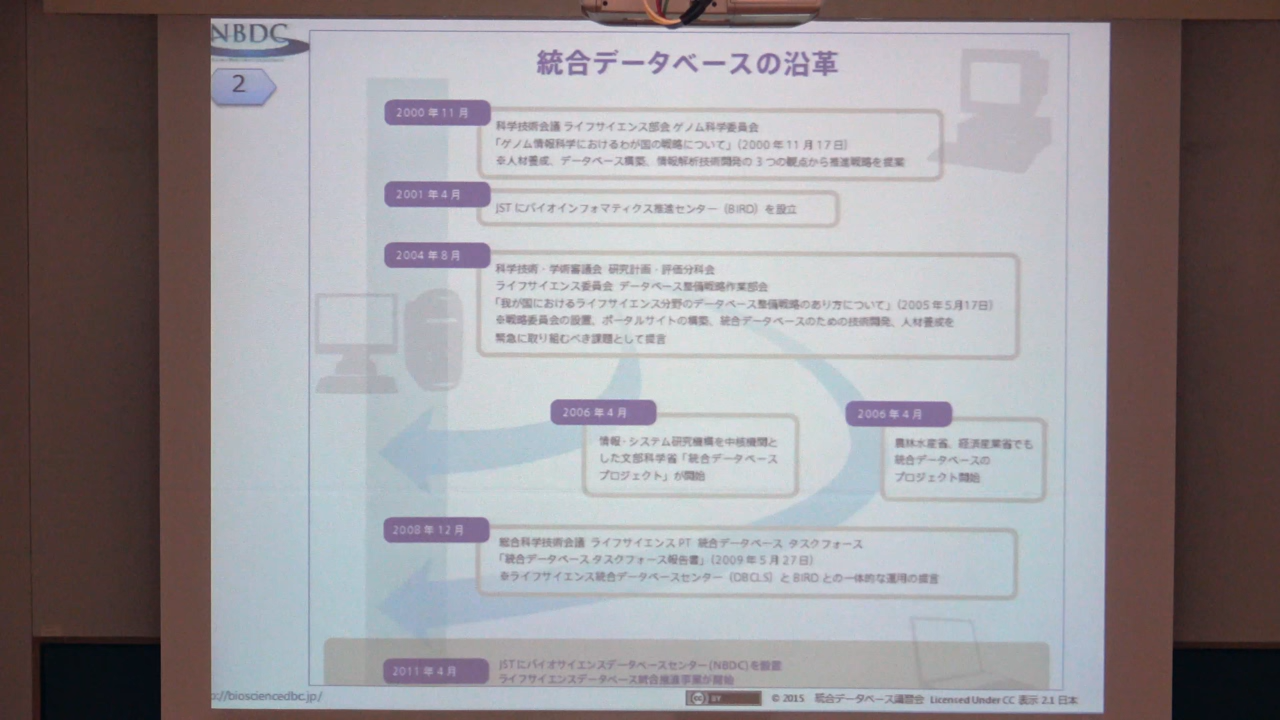 NBDC
2
統合データベースの沿革
2000 年 11 月
科学技術会議 ライフサイエンス部会 ゲノム科学委員会
「ゲノム情報科学におけるわが国の戦略について」（2000 年 11 月 17 日）
※人材養成、データベース構築、情報解析技術開発の 3 つの観点から推進戦略を提案
2001 年 4 月
JST にバイオインフォマティクス推進センター（BIRD）を設立
2004 年 8 月
科学技術・学術審議会 研究計画・評価分科会
ライフサイエンス委員会 データベース整備戦略作業部会
「我が国におけるライフサイエンス分野のデータベース整備戦略のあり方について」（2005 年 5 月17日）
※戦略委員会の設置、ポータルサイトの構築、統合データベースのための技術開発、人材養成を
緊急に取り組むべき課題として提言
2006 年 4 月
情報・システム研究機構を中核機関と
した文部科学省「統合データベース
プロジェクト」が開始
2006 年 4 月
農林水産省、経済産業省でも
統合データベースの
プロジェクト開始
2008 年 12 月
総合科学技術会議 ライフサイエンス PT 統合データベース タスクフォース
「統合データベース タスクフォース報告書」（2009 年 5 月 27 日）
※ライフサイエンス統合データベースセンター（DBCLS）と BIRD との一体的な運用の提言
2011 年 4 月
JSTにバイオサイエンスデータベースセンター(NBDC)を設置
ライフサイエンスデータベース統合推進事業が開始
://biosciencedbc.jp/
cc BY
© 2015 統合データベース講習会 Licensed Under CC 表示 2.1 日本